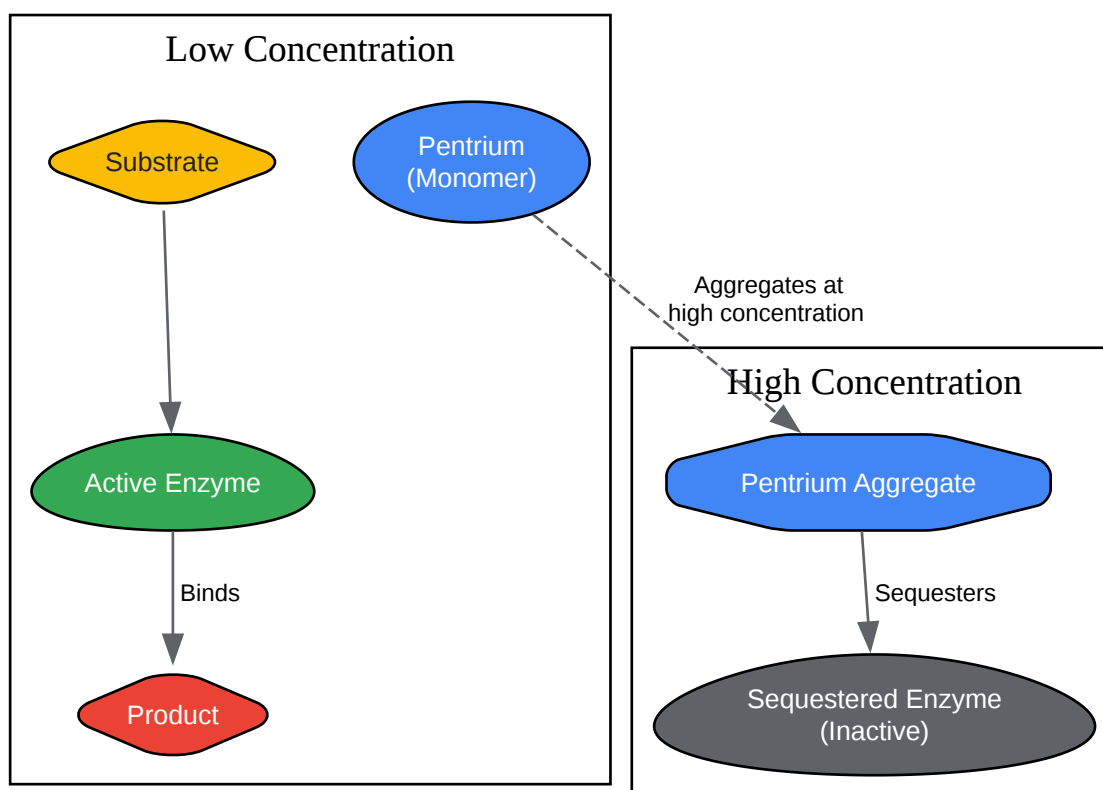 Low Concentration
Substrate
Pentrium
(Monomer)
Aggregates at
high concentration
High Concentration
Active Enzyme
Pentrium Aggregate
Binds
Sequesters
Product
Sequestered Enzyme
(Inactive)